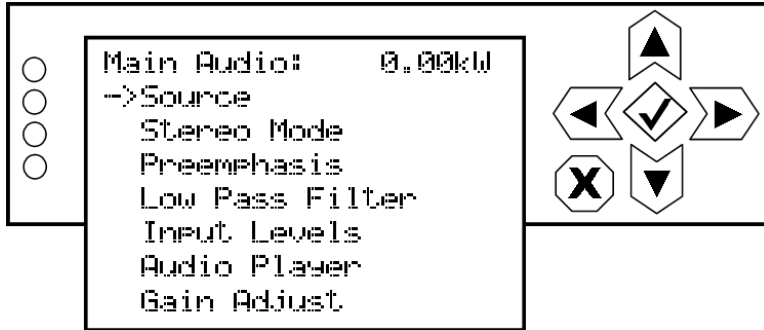 Main Audio: 0.00kW
->Source
Stereo Mode
Preemphasis
Low Pass Filter
Input Levels
Audio Player
Gain Adjust
X